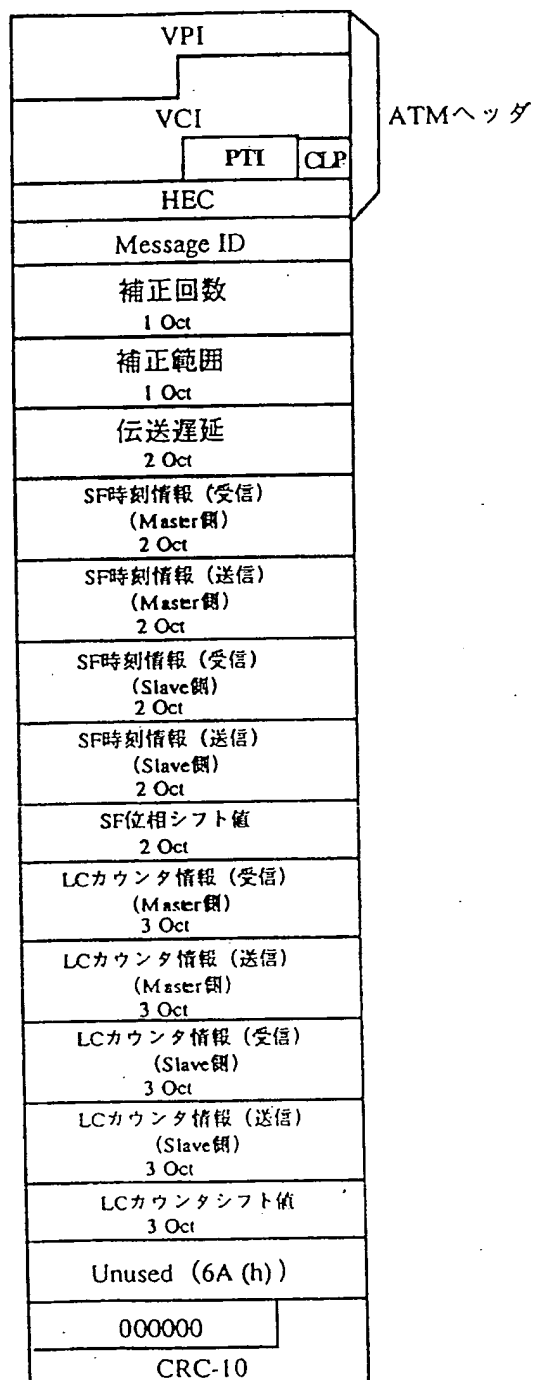 VPI
VCI
PTI
CLP
HEC
ATMヘッダ
Message ID
補正回数
1 Oct
補正範囲
1 Oct
伝送遅延
2 Oct
SF時刻情報（受信）
（Master側）
2 Oct
SF時刻情報（送信）
（Master側）
2 Oct
SF時刻情報（受信）
（Slave側）
2 Oct
SF時刻情報（送信）
（Slave側）
2 Oct
SF位相シフト値
2 Oct
LCカウンタ情報（受信）
（Master側）
3 Oct
LCカウンタ情報（送信）
（Master側）
3 Oct
LCカウンタ情報（受信）
（Slave側）
3 Oct
LCカウンタ情報（送信）
（Slave側）
3 Oct
LCカウンタシフト値
3 Oct
Unused（6A (h)）
000000
CRC-10